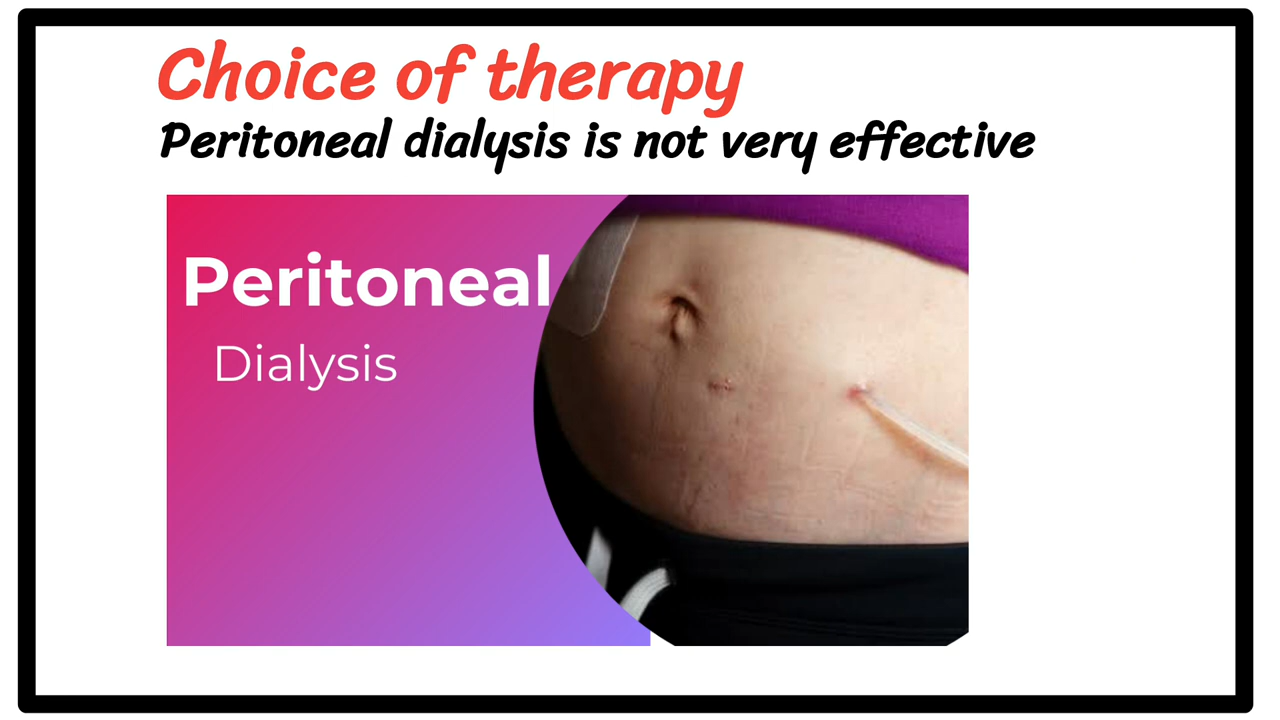 Choice of therapy
Peritoneal dialysis is not very effective
Peritoneal
Dialysis